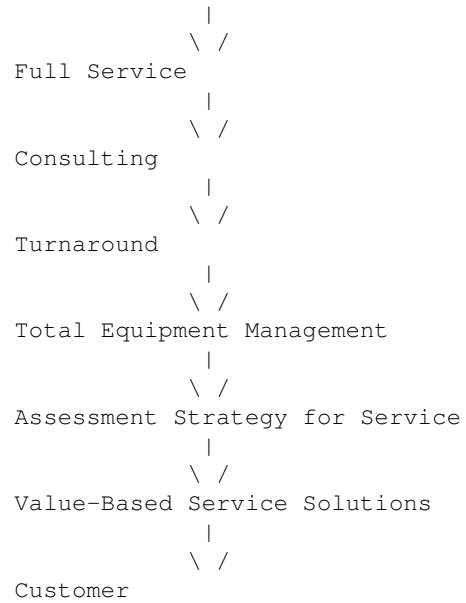 |
\ /
Full Service
|
\ /
Consulting
|
\ /
Turnaround
|
\ /
Total Equipment Management
|
\ /
Assessment Strategy for Service
|
\ /
Value-Based Service Solutions
|
\ /
Customer